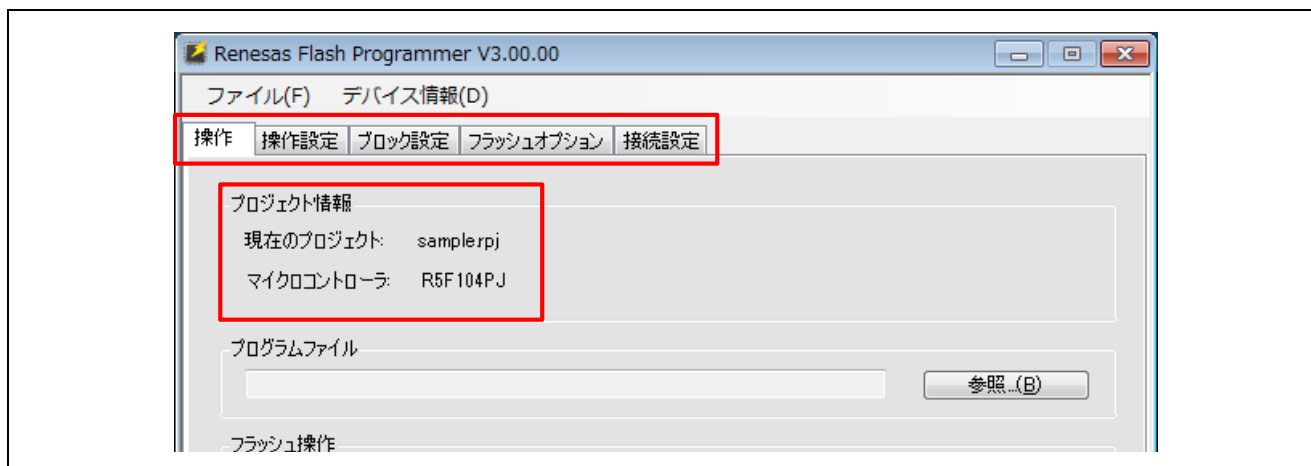 Renesas Flash Programmer V3.00.00
ファイル(F) デバイス情報(D)
操作 操作設定 ブロック設定 フラッシュオプション 接続設定
プロジェクト情報
現在のプロジェクト: sample.rpj
マイクロコントローラ: R5F104PJ
プログラムファイル
参照...(B)
フラッシュ操作